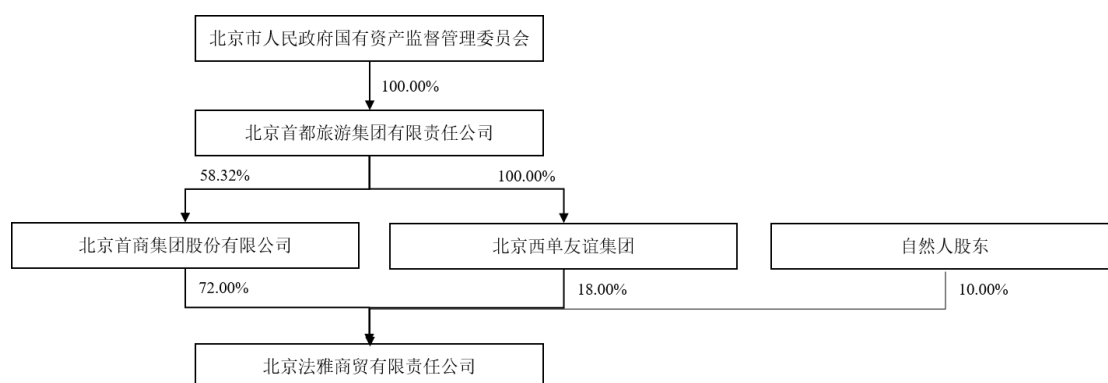 北京市人民政府国有资产监督管理委员会
100.00%
北京首都旅游集团有限责任公司
58.32%
100.00%
北京首商集团股份有限公司
北京西单友谊集团
自然人股东
72.00%
18.00%
10.00%
北京法雅商贸有限责任公司